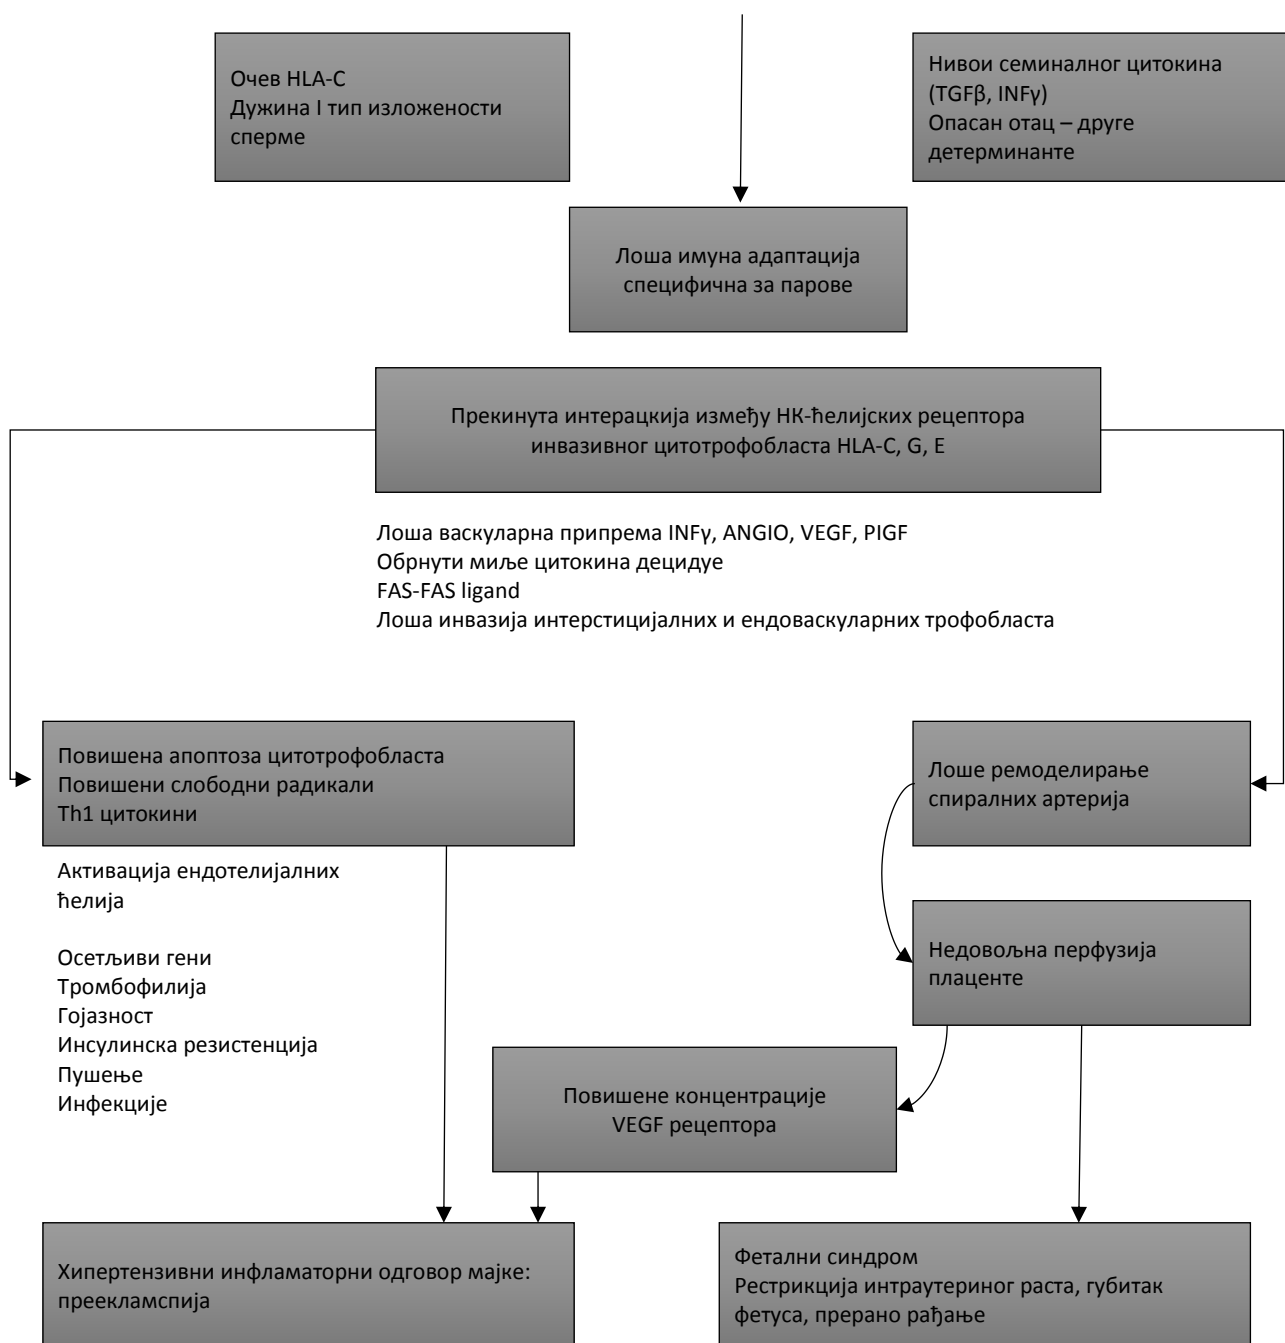 Очев HLA-C
Дужина I тип изложености
сперме
Нивои семиналног цитокина
(TGFβ, INFγ)
Опасан отац – друге
детерминанте
Лоша имуна адаптација
специфична за парове
Прекинута интерацкија између НК-ћелијских рецептора
инвазивног цитотрофобласта HLA-C, G, E
Лоша васкуларна припрема INFγ, ANGIO, VEGF, PIGF
Обрнути миље цитокина децидуе
FAS-FAS ligand
Лоша инвазија интерстицијалних и ендоваскуларних трофобласта
Повишена апоптоза цитотрофобласта
Повишени слободни радикали
Th1 цитокини
Лоше ремоделирање
спиралних артерија
Активација ендотелијалних
ћелија
Осетљиви гени
Тромбофилија
Гојазност
Инсулинска резистенција
Пушење
Инфекције
Недовољна перфузија
плаценте
Повишене концентрације
VEGF рецептора
Хипертензивни инфламаторни одговор мајке:
преекламспија
Фетални синдром
Рестрикција интраутериног раста, губитак
фетуса, прерано рађање